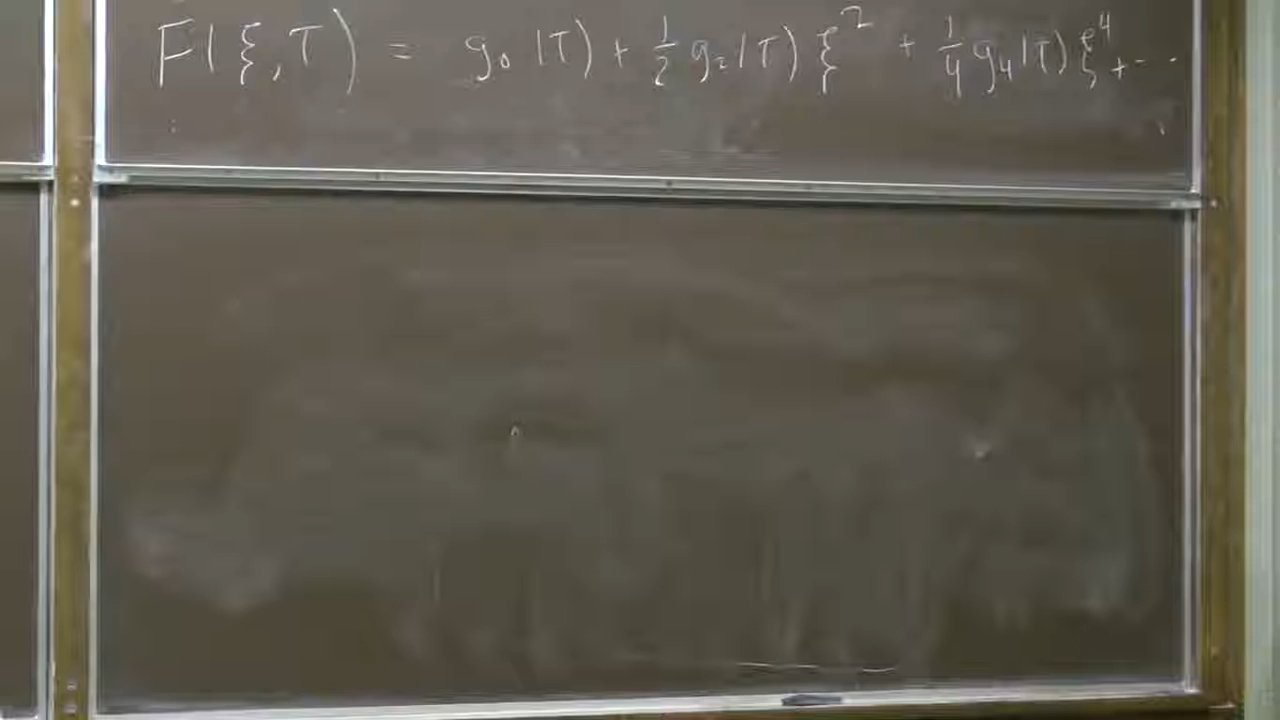 F(ξ,τ) = g₀(τ) + ½ g₂(τ) ξ² + ¼ g₄(τ) ξ⁴ + ⋯